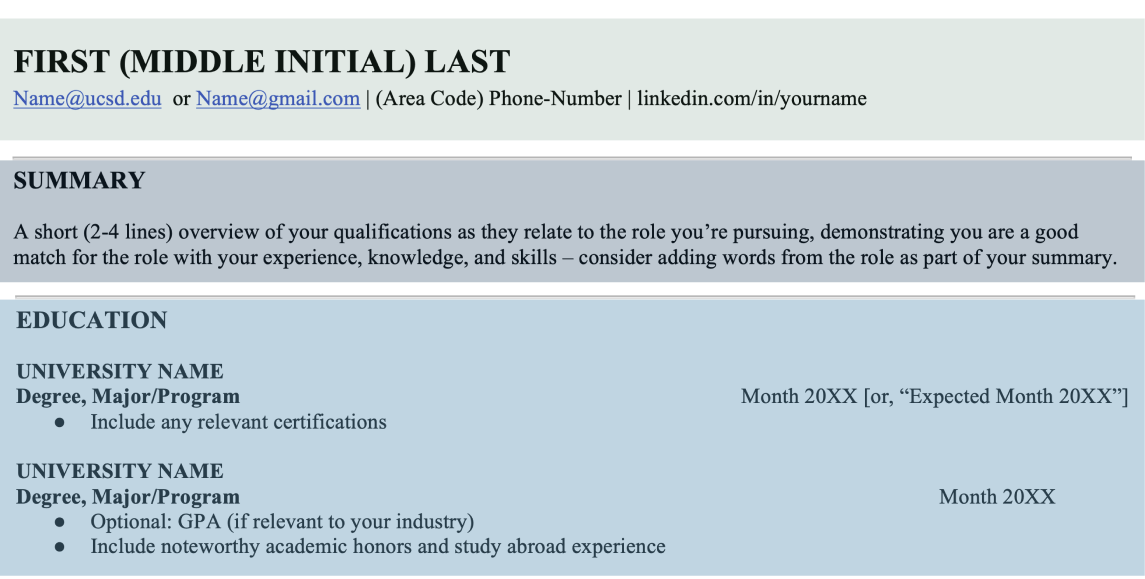 FIRST (MIDDLE INITIAL) LAST
Name@ucsd.edu or Name@gmail.com | (Area Code) Phone-Number | linkedin.com/in/yourname
SUMMARY
A short (2-4 lines) overview of your qualifications as they relate to the role you’re pursuing, demonstrating you are a good
match for the role with your experience, knowledge, and skills – consider adding words from the role as part of your summary.
EDUCATION
UNIVERSITY NAME
Degree, Major/Program Month 20XX [or, “Expected Month 20XX”]
● Include any relevant certifications
UNIVERSITY NAME
Degree, Major/Program Month 20XX
● Optional: GPA (if relevant to your industry)
● Include noteworthy academic honors and study abroad experience